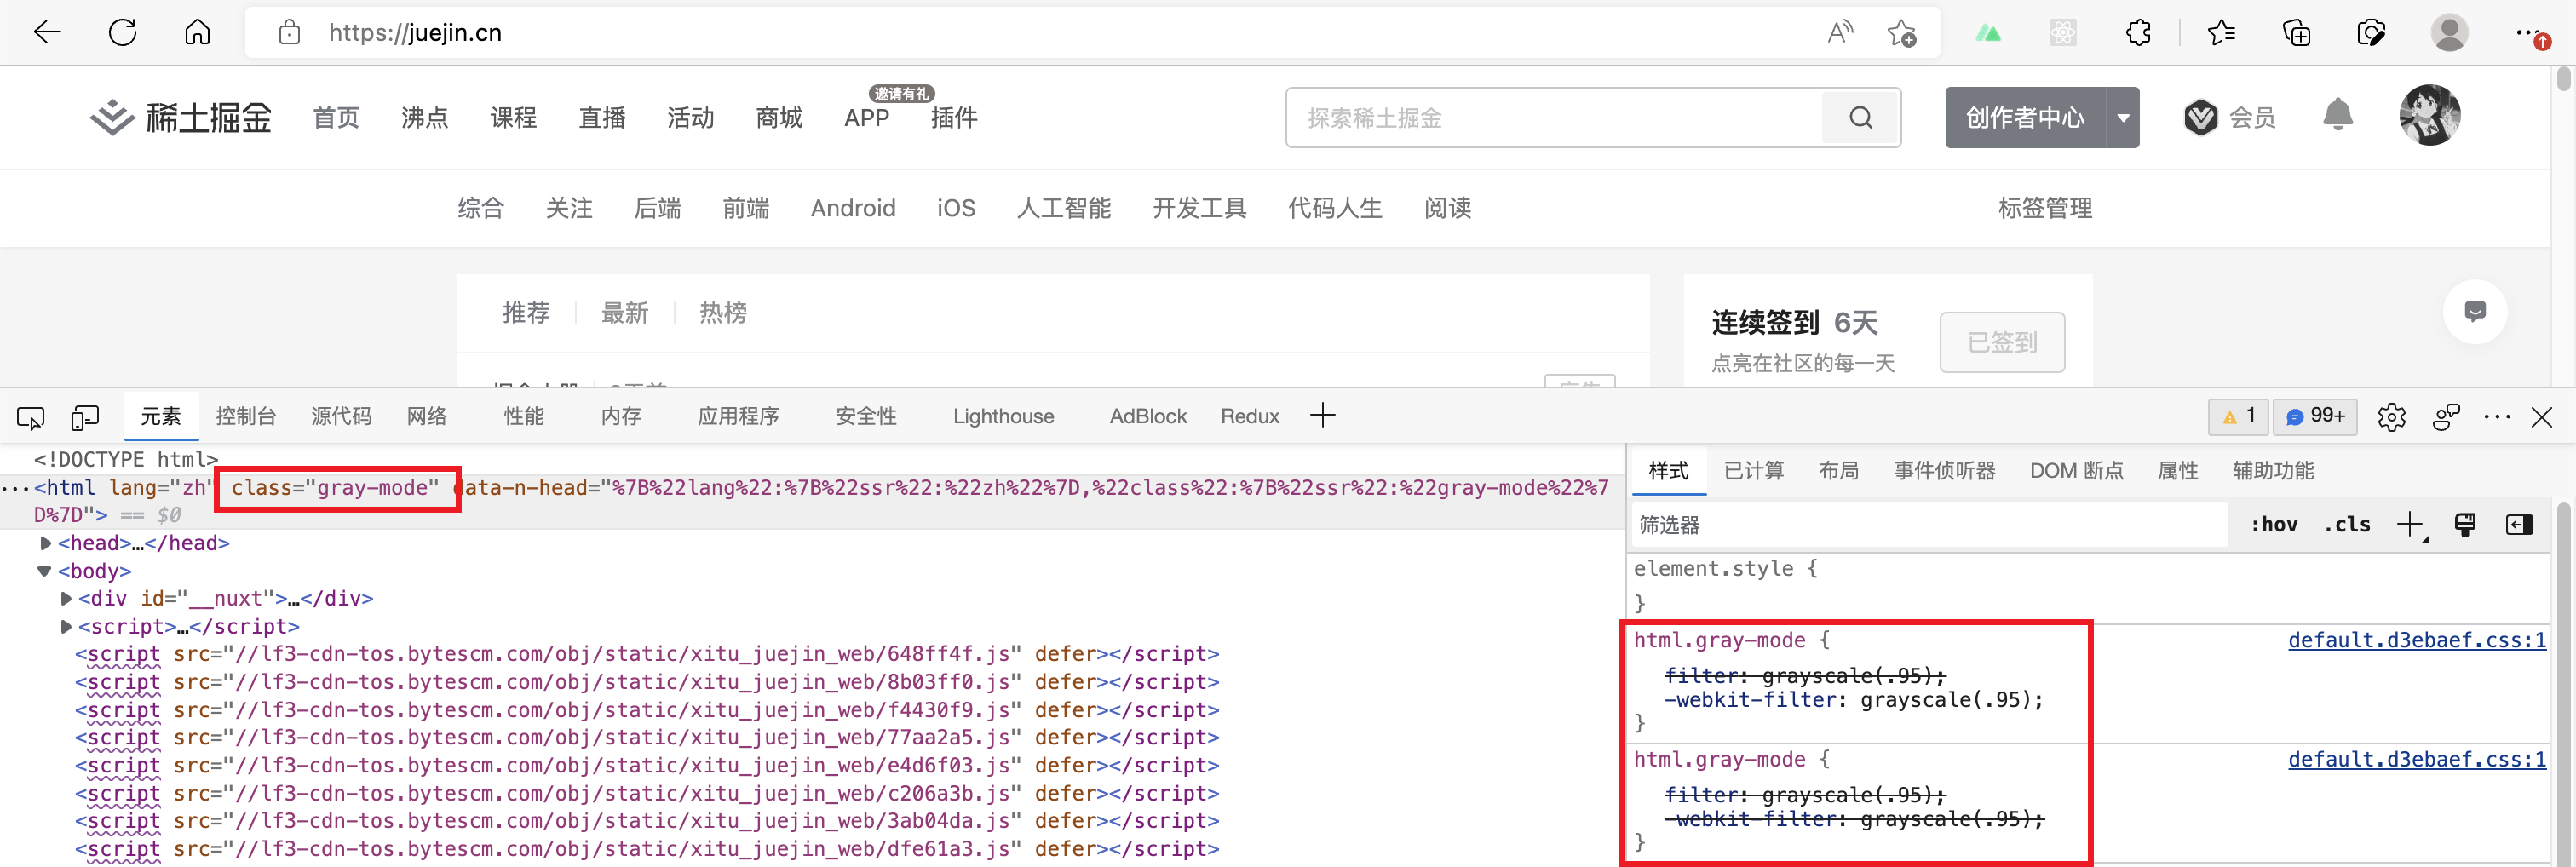 https://juejin.cn
稀土掘金 首页 沸点 课程 直播 活动 商城 APP 邀请有礼 插件 探索稀土掘金 创作者中心 会员
综合 关注 后端 前端 Android iOS 人工智能 开发工具 代码人生 阅读 标签管理
推荐 最新 热榜
连续签到 6天 已签到
点亮在社区的每一天
元素 控制台 源代码 网络 性能 内存 应用程序 安全性 Lighthouse AdBlock Redux 1 99+
<!DOCTYPE html>
<html lang="zh" class="gray-mode" data-n-head="%7B%22lang%22:%7B%22ssr%22:%22zh%22%7D,%22class%22:%7B%22ssr%22:%22gray-mode%22%7
D%7D"> == $0
<head>…</head>
<body>
<div id="__nuxt">…</div>
<script>…</script>
<script src="//lf3-cdn-tos.bytescm.com/obj/static/xitu_juejin_web/648ff4f.js" defer></script>
<script src="//lf3-cdn-tos.bytescm.com/obj/static/xitu_juejin_web/8b03ff0.js" defer></script>
<script src="//lf3-cdn-tos.bytescm.com/obj/static/xitu_juejin_web/f4430f9.js" defer></script>
<script src="//lf3-cdn-tos.bytescm.com/obj/static/xitu_juejin_web/77aa2a5.js" defer></script>
<script src="//lf3-cdn-tos.bytescm.com/obj/static/xitu_juejin_web/e4d6f03.js" defer></script>
<script src="//lf3-cdn-tos.bytescm.com/obj/static/xitu_juejin_web/c206a3b.js" defer></script>
<script src="//lf3-cdn-tos.bytescm.com/obj/static/xitu_juejin_web/3ab04da.js" defer></script>
<script src="//lf3-cdn-tos.bytescm.com/obj/static/xitu_juejin_web/dfe61a3.js" defer></script>
样式 已计算 布局 事件侦听器 DOM 断点 属性 辅助功能
筛选器 :hov .cls
element.style {
}
html.gray-mode { default.d3ebaef.css:1
filter: grayscale(.95);
-webkit-filter: grayscale(.95);
}
html.gray-mode { default.d3ebaef.css:1
filter: grayscale(.95);
-webkit-filter: grayscale(.95);
}